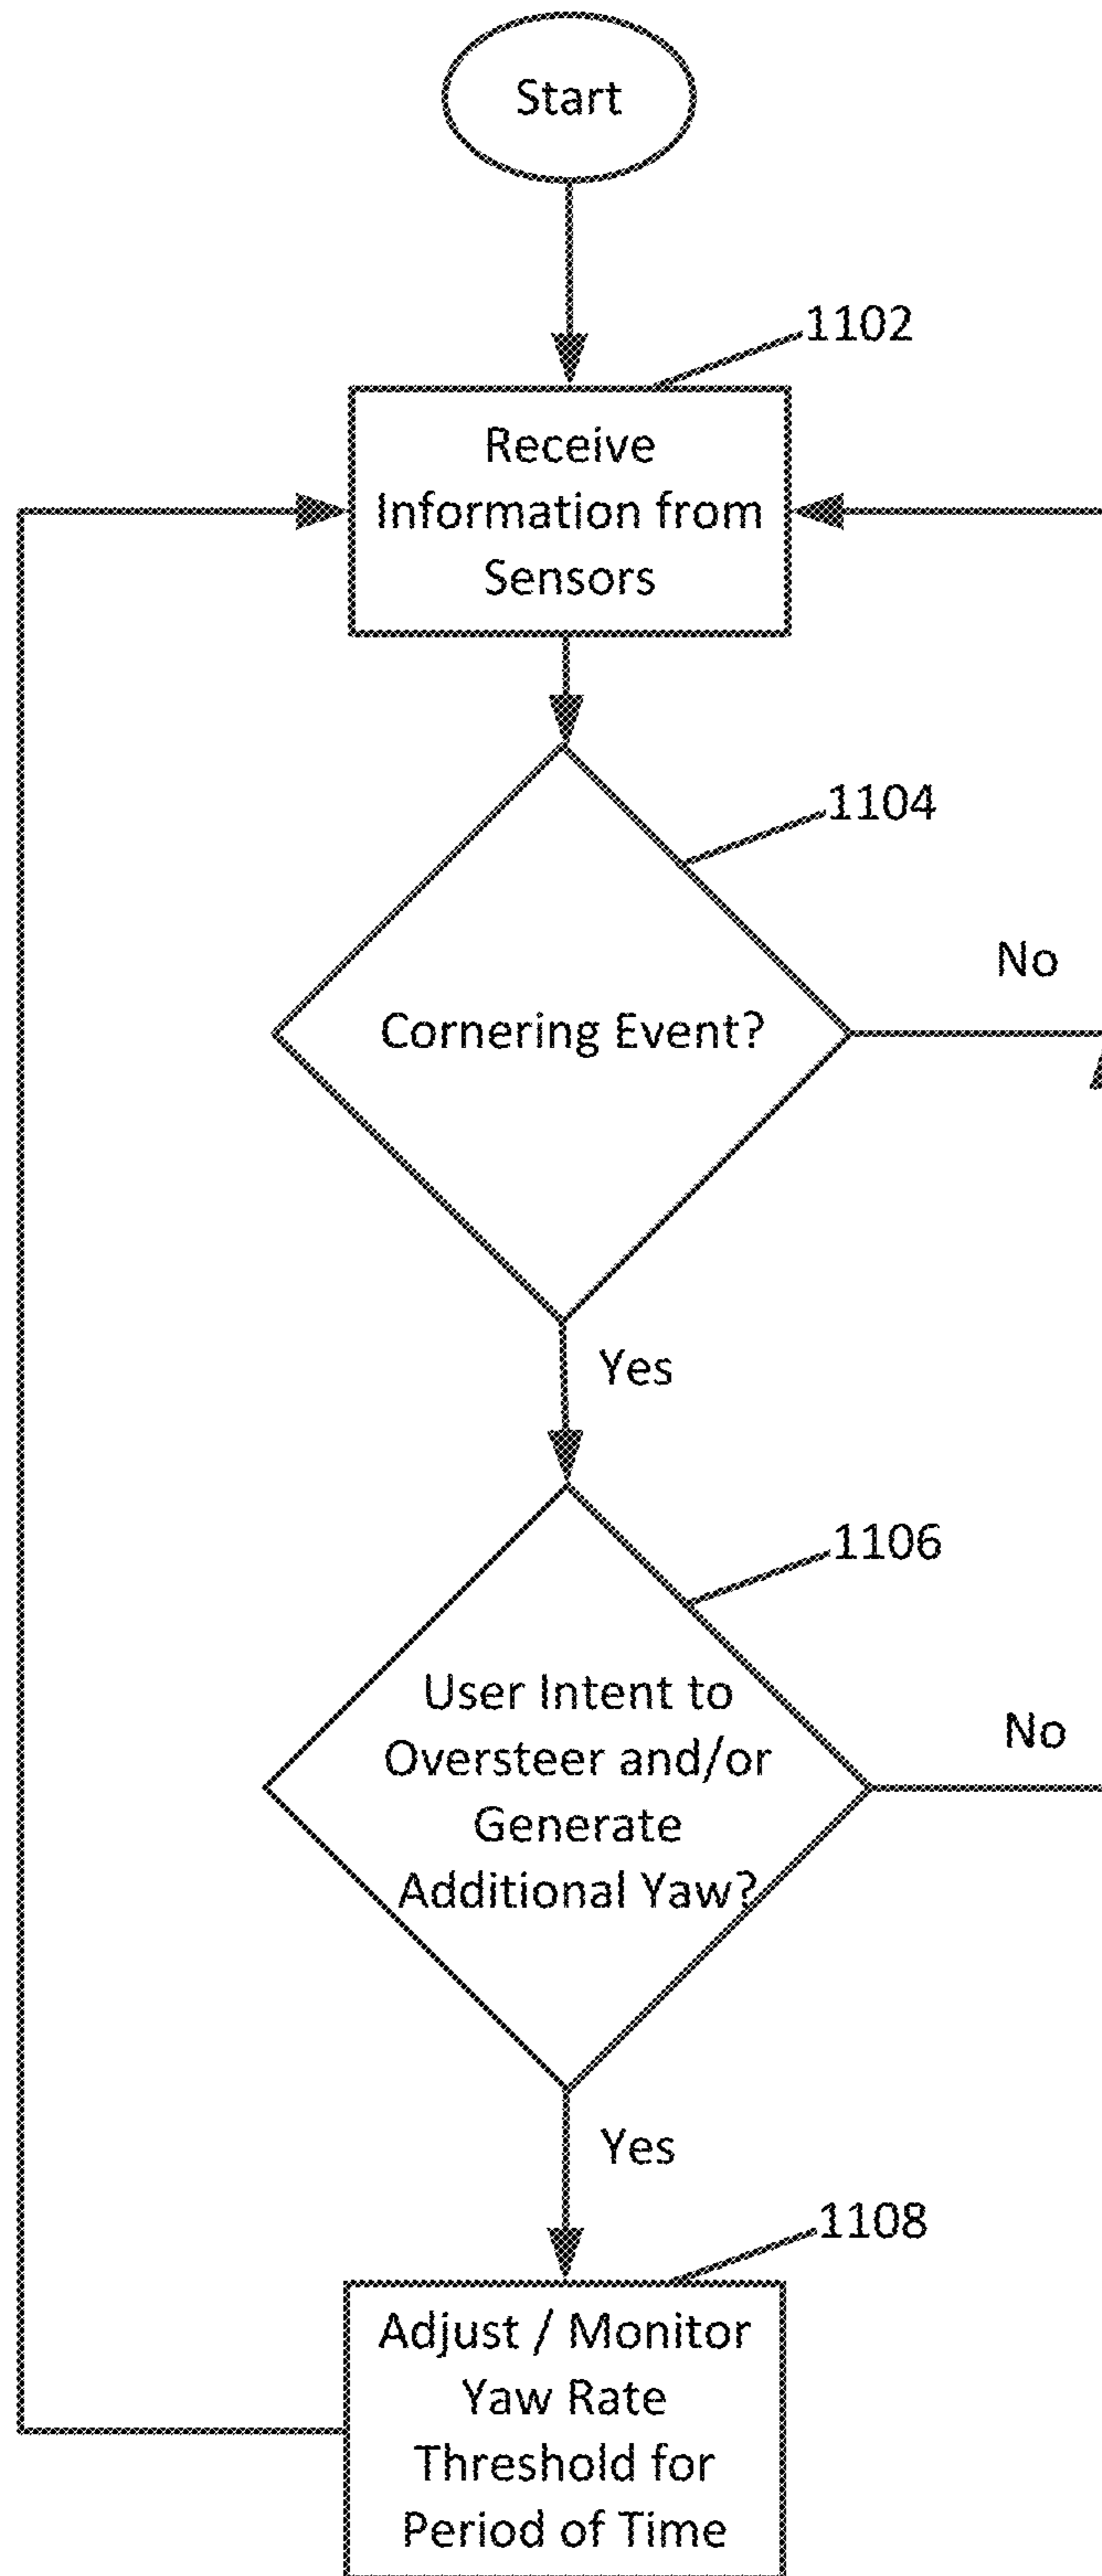 Start
1102
Receive
Information from
Sensors
1104
No
Cornering Event?
Yes
1106
User Intent to
Oversteer and/or
No
Generate
Additional Yaw?
Yes
1108
Adjust / Monitor
Yaw Rate
Threshold for
Period of Time